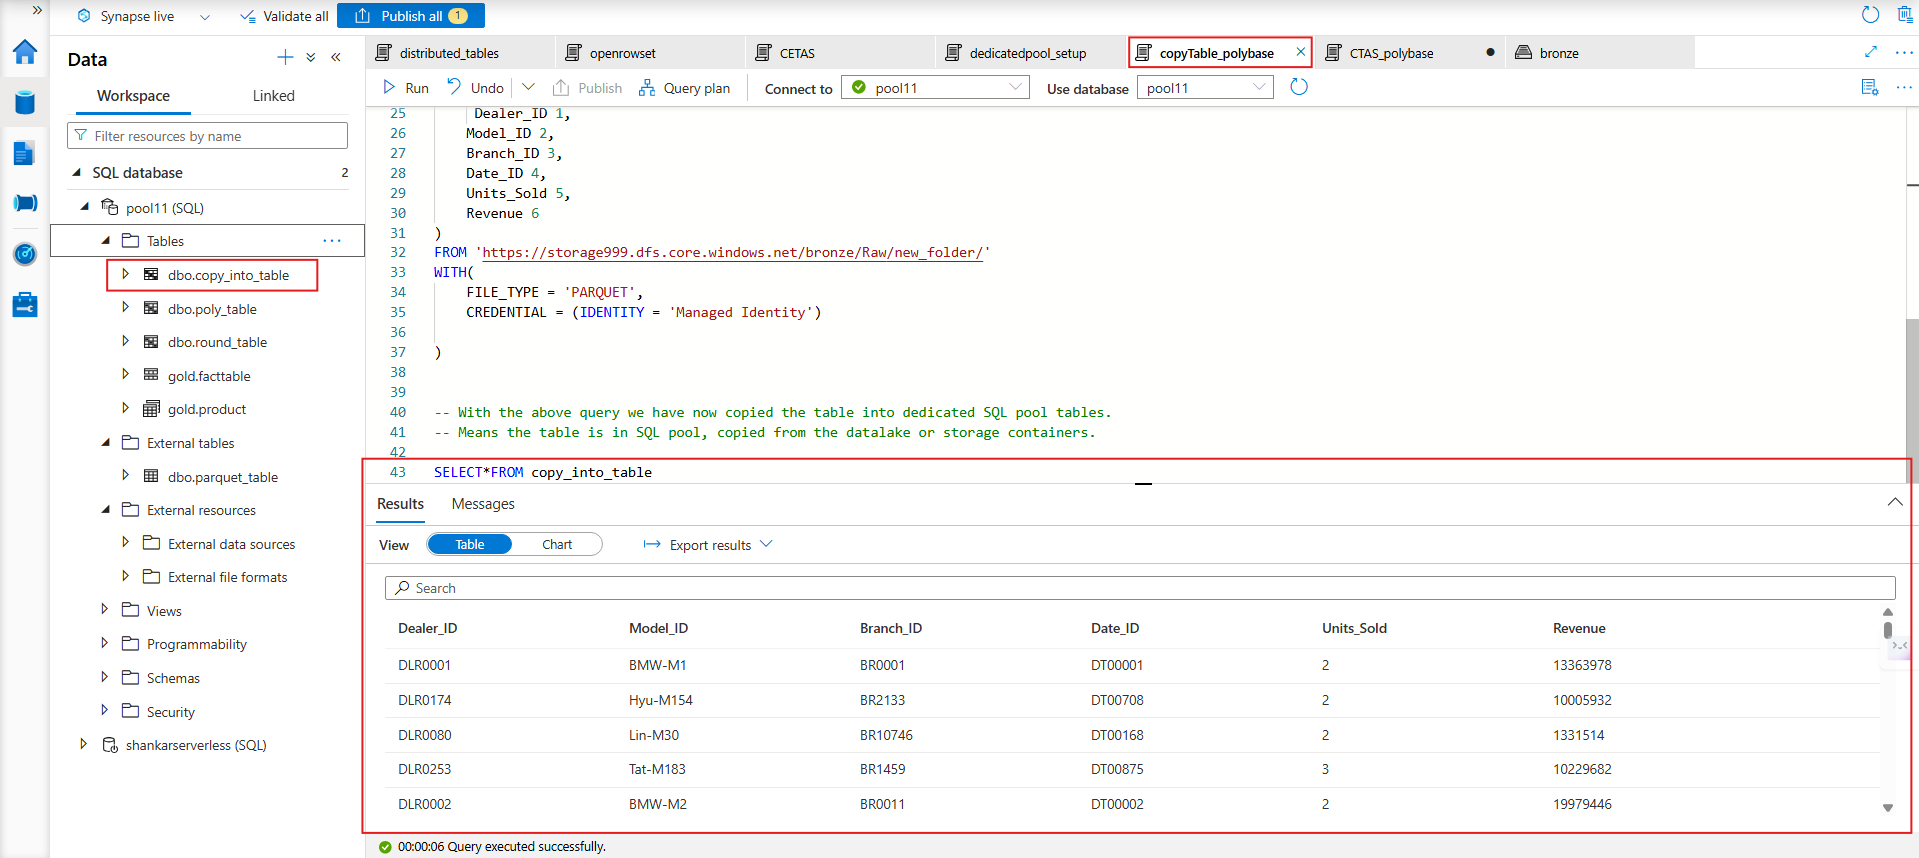 Synapse live
Validate all
Publish all 1
Data
Workspace
Linked
Filter resources by name
SQL database 2
pool11 (SQL)
Tables
dbo.copy_into_table
dbo.poly_table
dbo.round_table
gold.facttable
gold.product
External tables
dbo.parquet_table
External resources
External data sources
External file formats
Views
Programmability
Schemas
Security
shankarserverless (SQL)
distributed_tables
openrowset
CETAS
dedicatedpool_setup
copyTable_polybase
CTAS_polybase
bronze
Run
Undo
Publish
Query plan
Connect to
pool11
Use database
pool11
25 Dealer_ID 1,
26 Model_ID 2,
27 Branch_ID 3,
28 Date_ID 4,
29 Units_Sold 5,
30 Revenue 6
31 )
32 FROM 'https://storage999.dfs.core.windows.net/bronze/Raw/new_folder/'
33 WITH(
34 FILE_TYPE = 'PARQUET',
35 CREDENTIAL = (IDENTITY = 'Managed Identity')
36
37 )
38
39
40 -- With the above query we have now copied the table into dedicated SQL pool tables.
41 -- Means the table is in SQL pool, copied from the datalake or storage containers.
42
43 SELECT*FROM copy_into_table
Results
Messages
View
Table
Chart
Export results
Search
Dealer_ID Model_ID Branch_ID Date_ID Units_Sold Revenue
DLR0001 BMW-M1 BR0001 DT00001 2 13363978
DLR0174 Hyu-M154 BR2133 DT00708 2 10005932
DLR0080 Lin-M30 BR10746 DT00168 2 1331514
DLR0253 Tat-M183 BR1459 DT00875 3 10229682
DLR0002 BMW-M2 BR0011 DT00002 2 19979446
00:00:06 Query executed successfully.